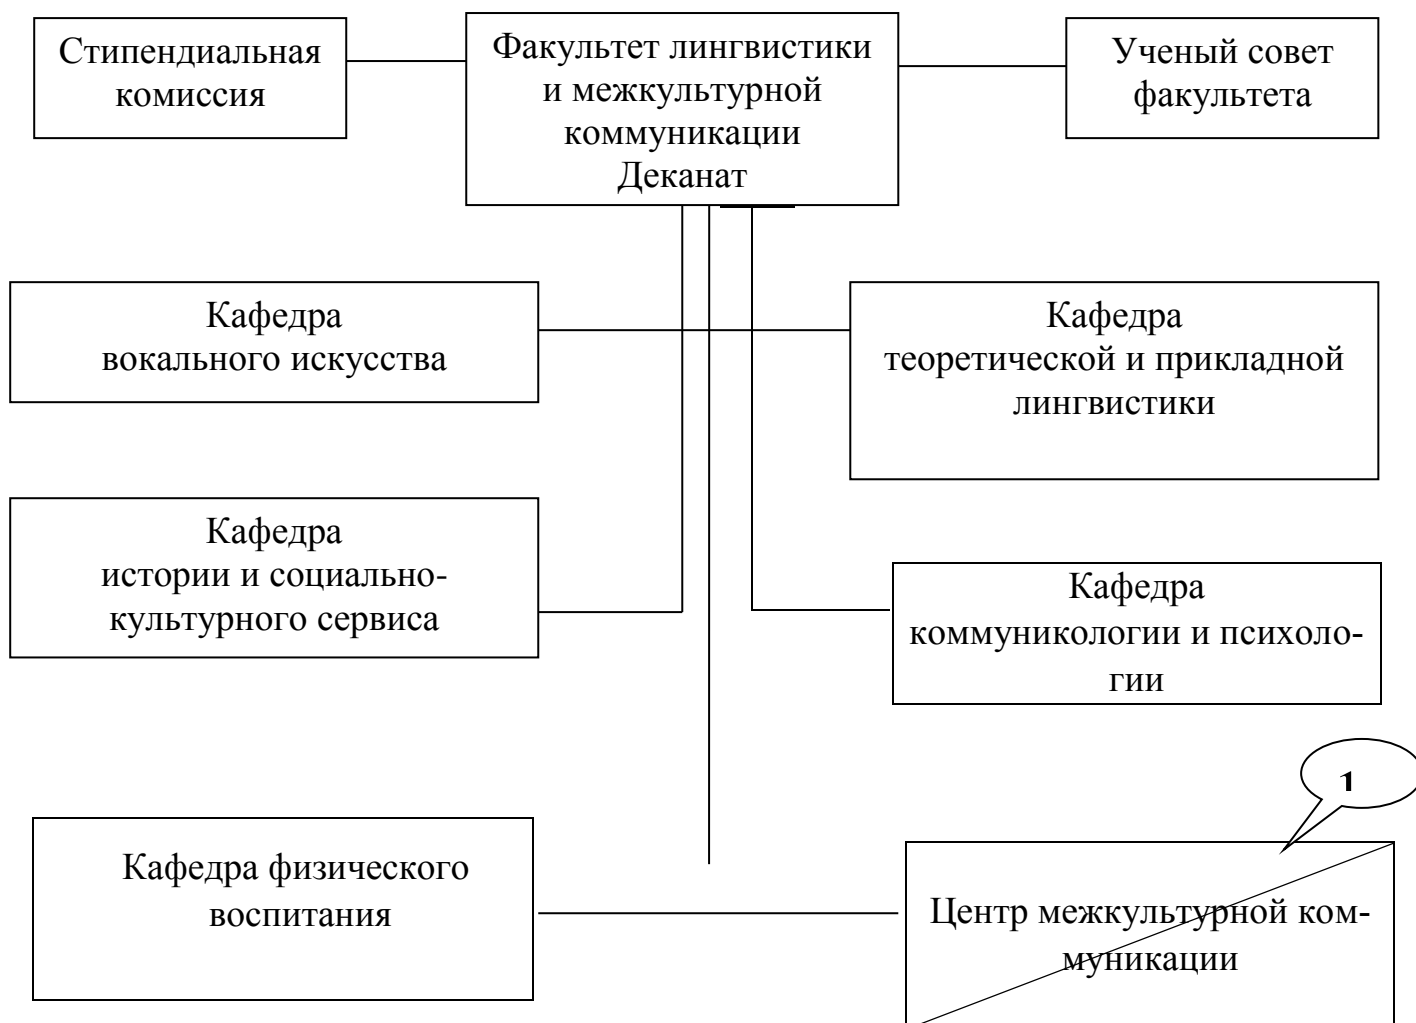 Стипендиальная
комиссия
Факультет лингвистики
и межкультурной
коммуникации
Деканат
Ученый совет
факультета
Кафедра
вокального искусства
Кафедра
теоретической и прикладной
лингвистики
Кафедра
истории и социально-
культурного сервиса
Кафедра
коммуникологии и психоло-
гии
1
Кафедра физического
воспитания
Центр межкультурной ком-
муникации